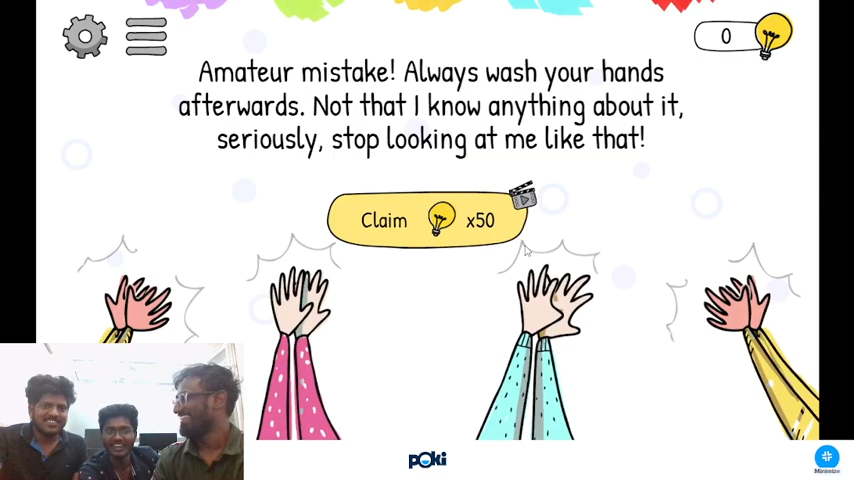 0
Amateur mistake! Always wash your hands
afterwards. Not that I know anything about it,
seriously, stop looking at me like that!
Claim x50
poki
Minimize